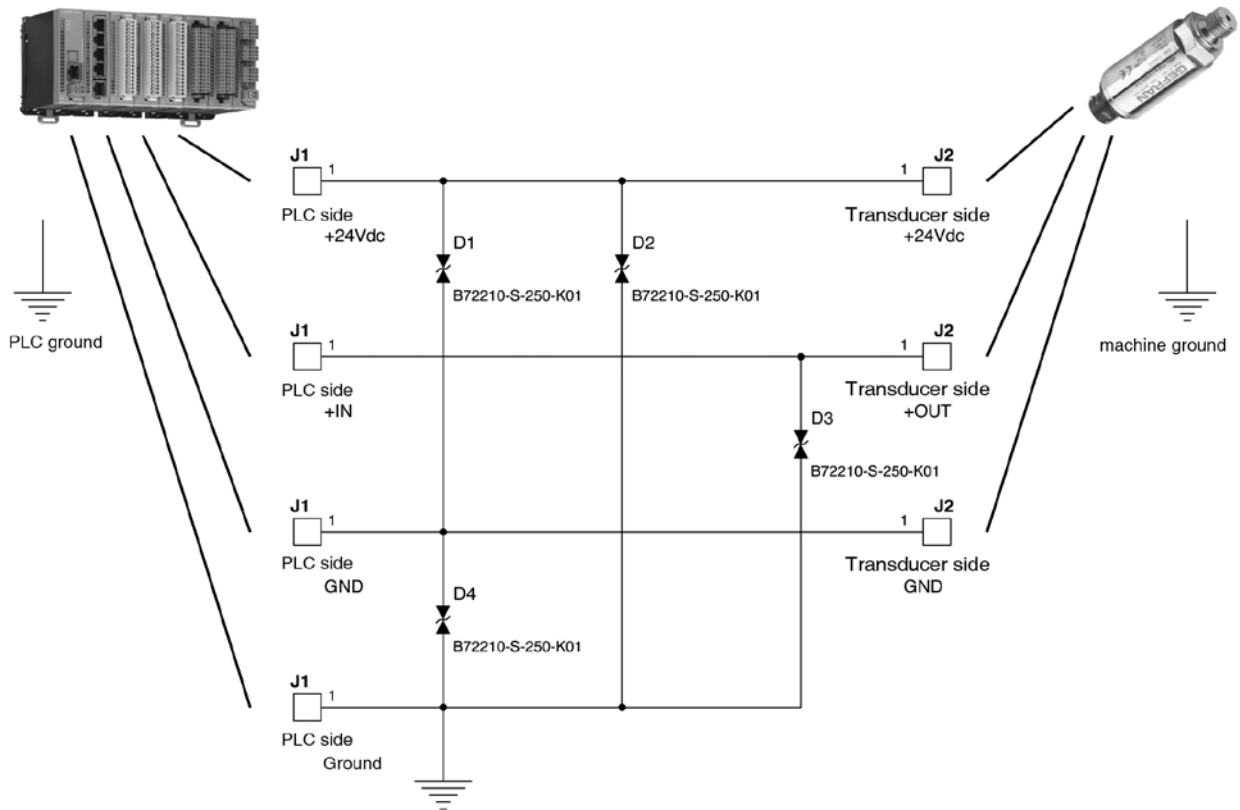 GEFRAN
J1
1
PLC side
+24Vdc
1
J2
Transducer side
+24Vdc
D1
B72210-S-250-K01
D2
B72210-S-250-K01
PLC ground
machine ground
J1
1
PLC side
+IN
1
J2
Transducer side
+OUT
D3
B72210-S-250-K01
J1
1
PLC side
GND
1
J2
Transducer side
GND
D4
B72210-S-250-K01
J1
1
PLC side
Ground